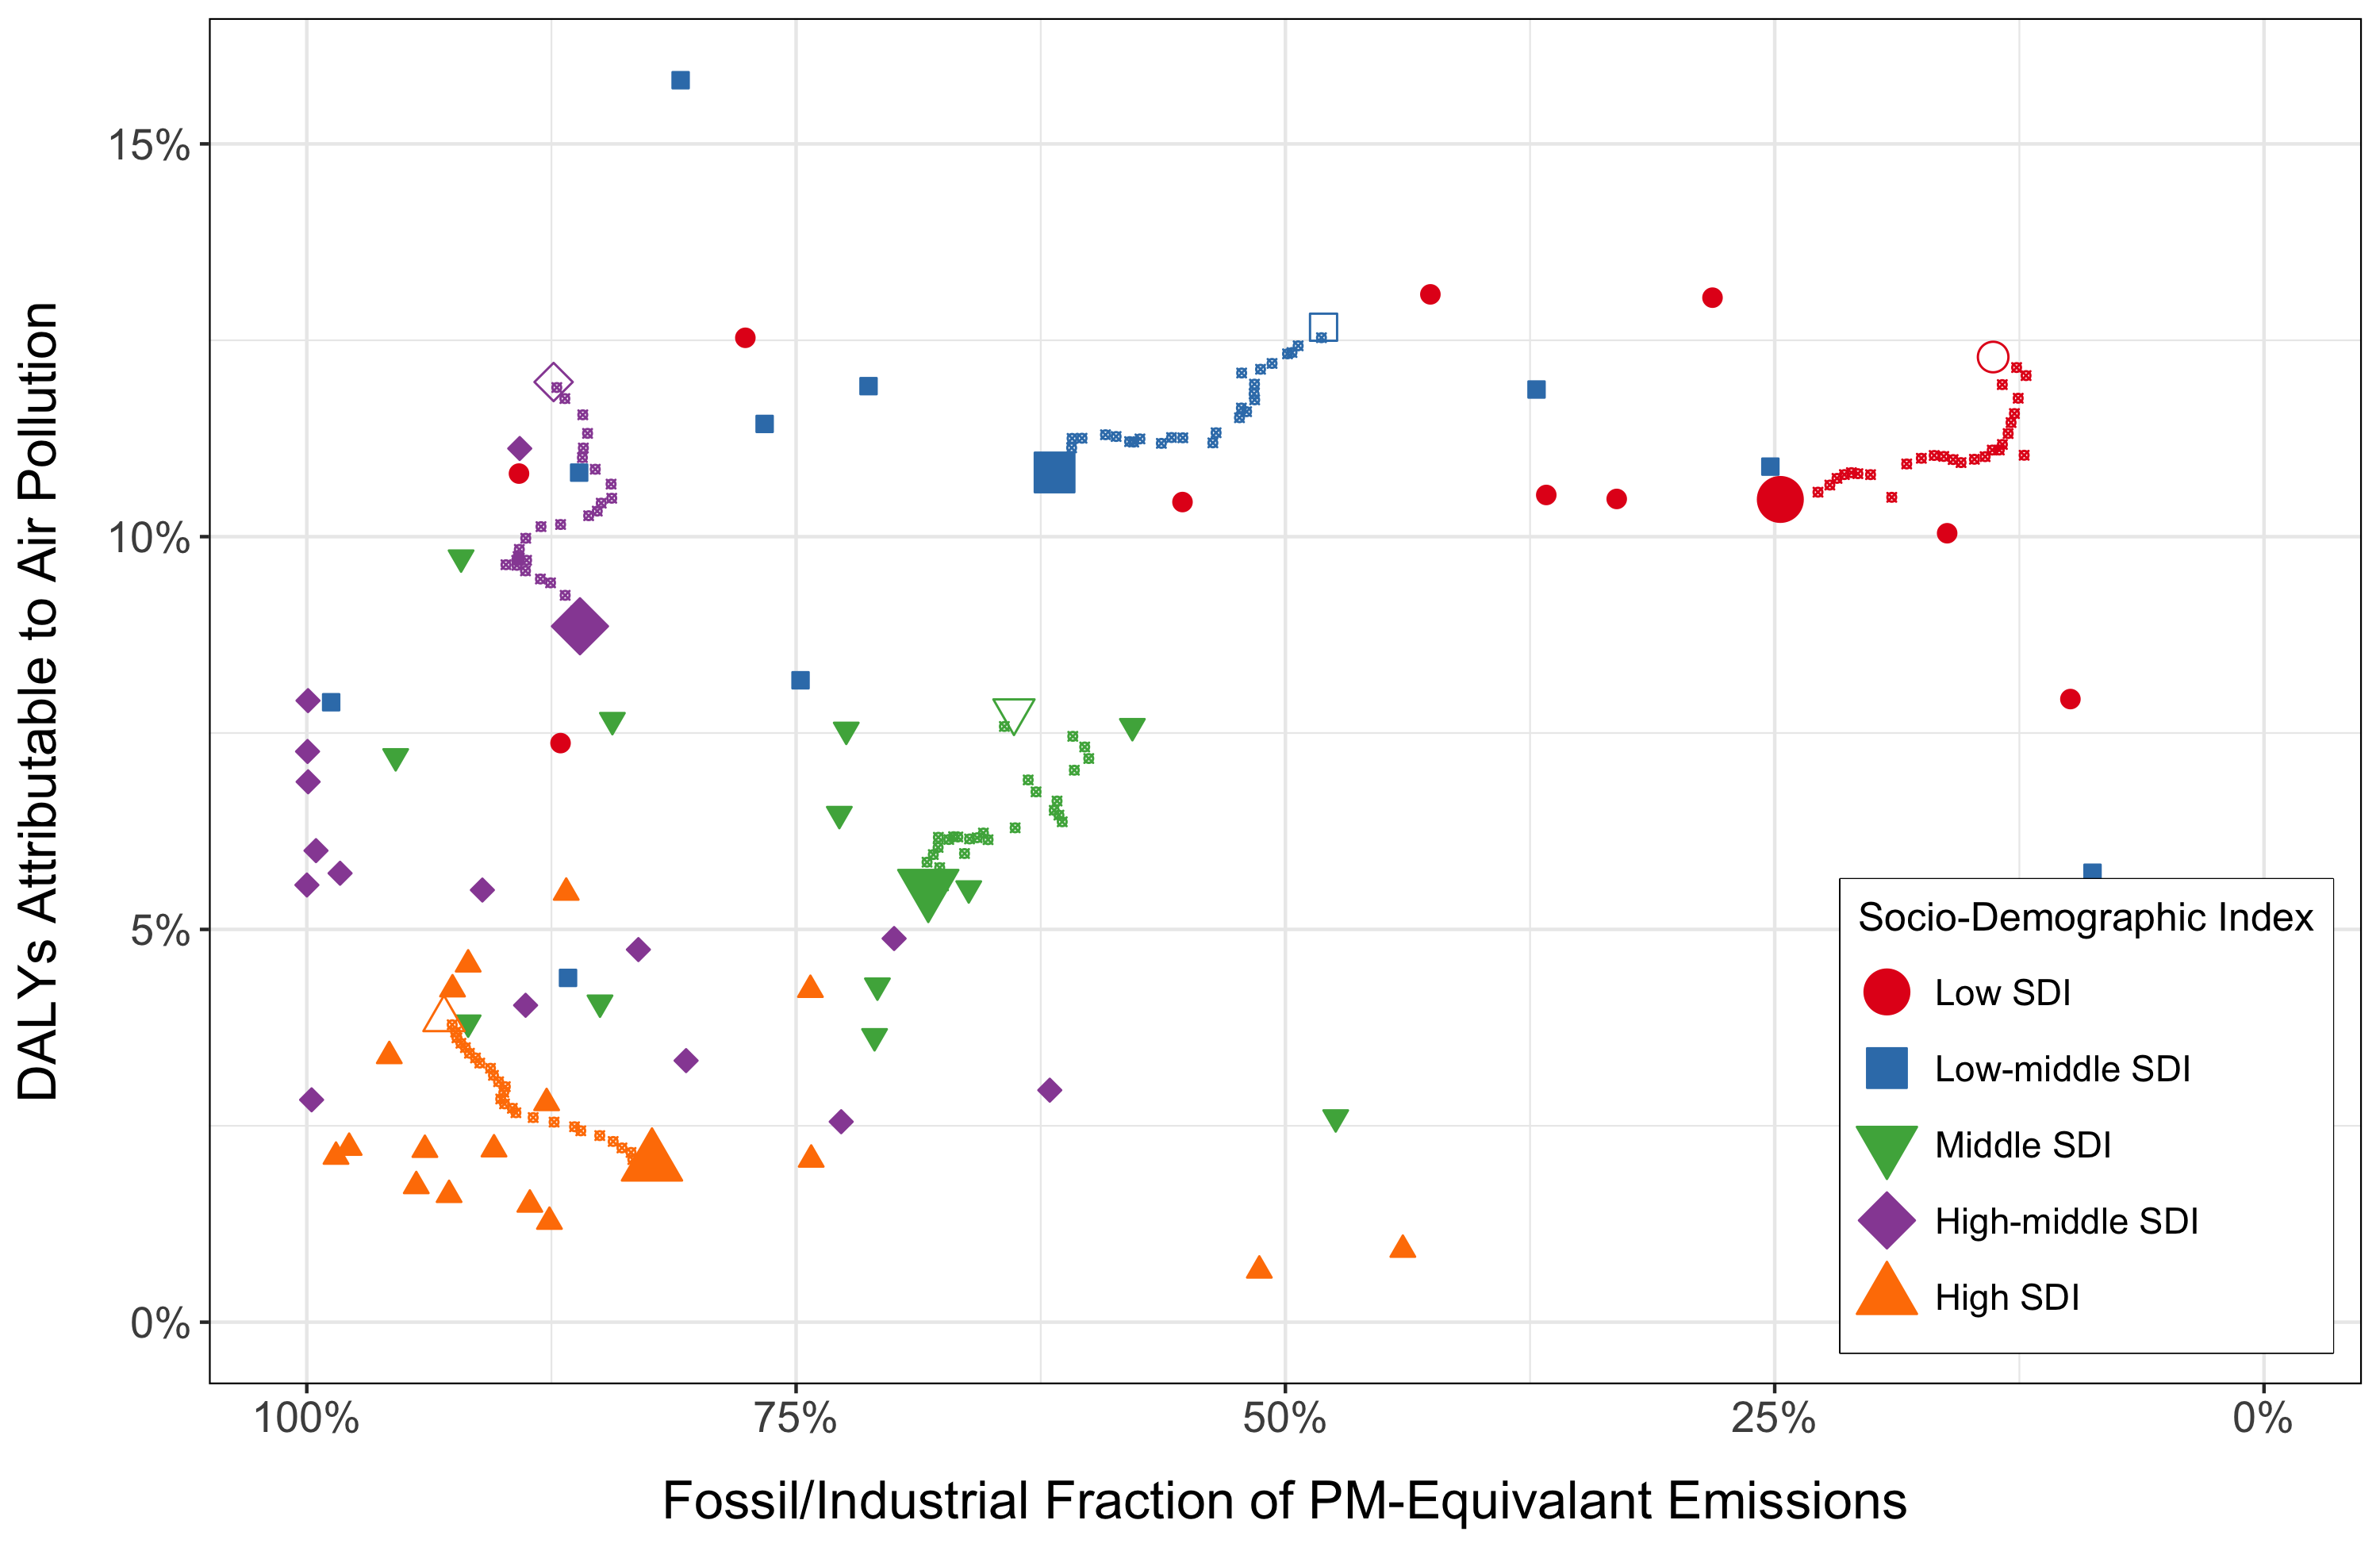 DALYs Attributable to Air Pollution
15%
10%
5%
0%
100%
75%
50%
25%
0%
Fossil/Industrial Fraction of PM-Equivalant Emissions
Socio-Demographic Index
Low SDI
Low-middle SDI
Middle SDI
High-middle SDI
High SDI